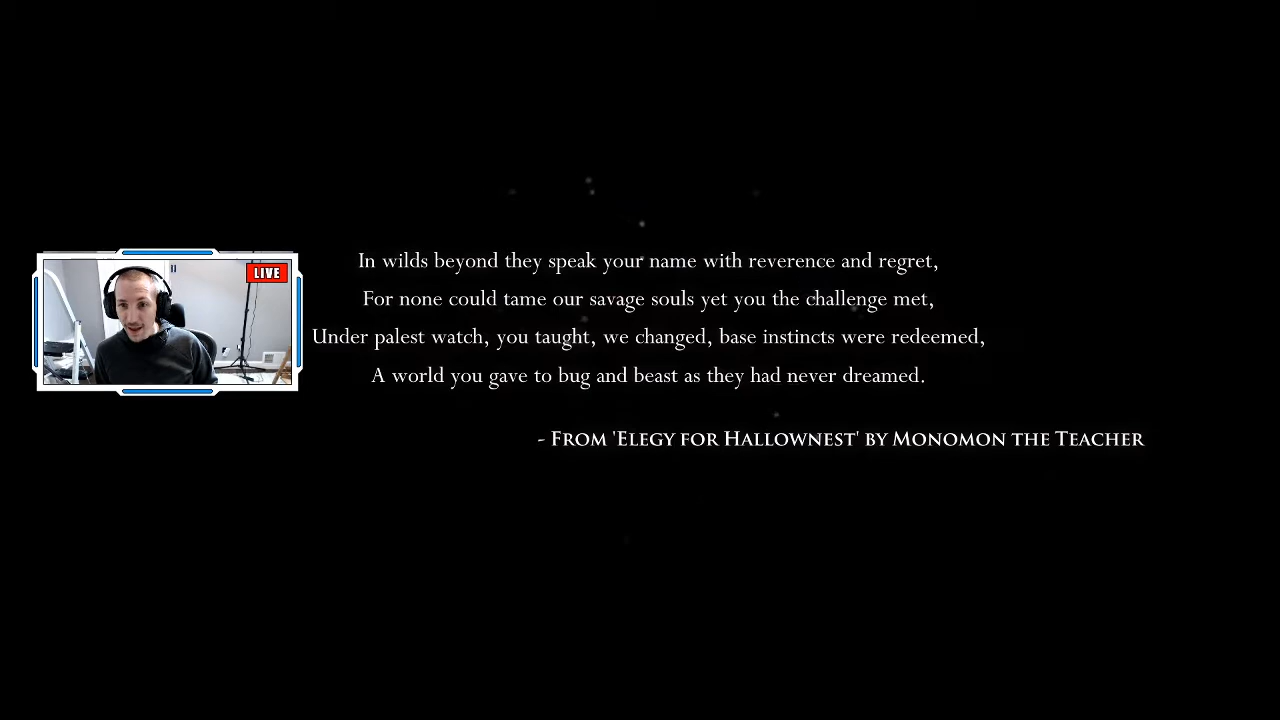 LIVE
In wilds beyond they speak your name with reverence and regret,
For none could tame our savage souls yet you the challenge met,
Under palest watch, you taught, we changed, base instincts were redeemed,
A world you gave to bug and beast as they had never dreamed.
- From 'Elegy for Hallownest' by Monomon the Teacher